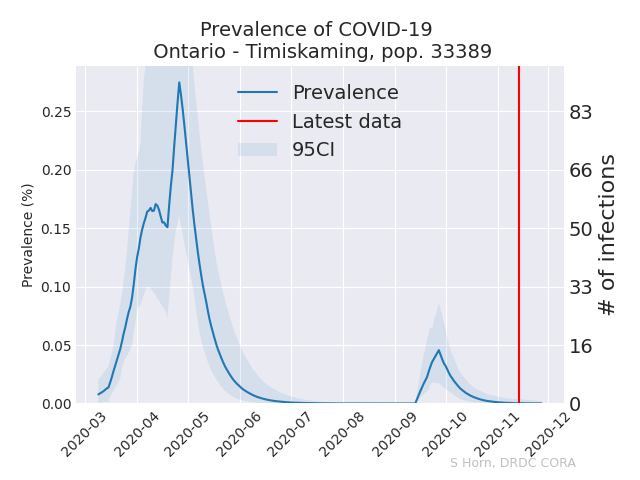 Prevalence of COVID-19
Ontario - Timiskaming, pop. 33389
Prevalence
Latest data
95CI
Prevalence (%)
0.25
0.20
0.15
0.10
0.05
0.00
83
66
50
33
16
0
# of infections
2020-03
2020-04
2020-05
2020-06
2020-07
2020-08
2020-09
2020-10
2020-11
2020-12
S Horn, DRDC CORA